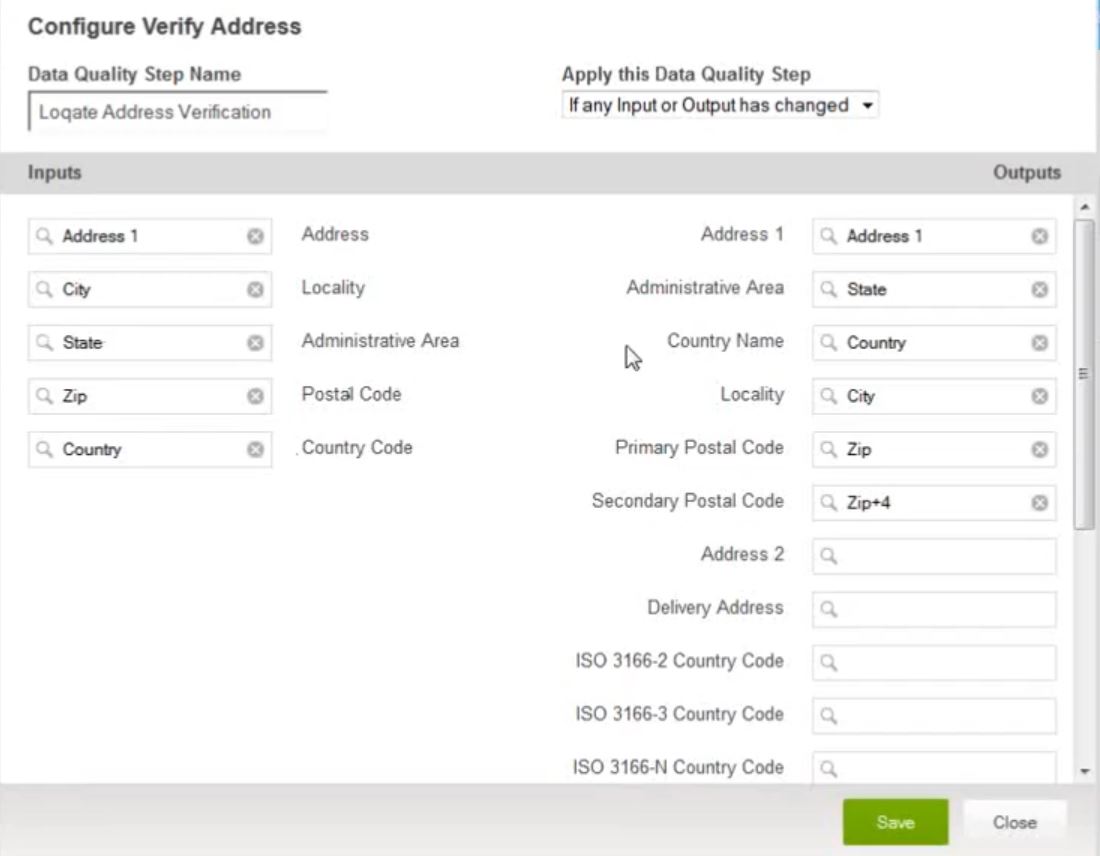 Configure Verify Address
Data Quality Step Name
Apply this Data Quality Step
Loqate Address Verification
If any Input or Output has changed
Inputs
Outputs
Address 1 Address Address 1 Address 1
City Locality Administrative Area State
State Administrative Area Country Name Country
Zip Postal Code Locality City
Country Country Code Primary Postal Code Zip
Secondary Postal Code Zip+4
Address 2
Delivery Address
ISO 3166-2 Country Code
ISO 3166-3 Country Code
ISO 3166-N Country Code
Save Close